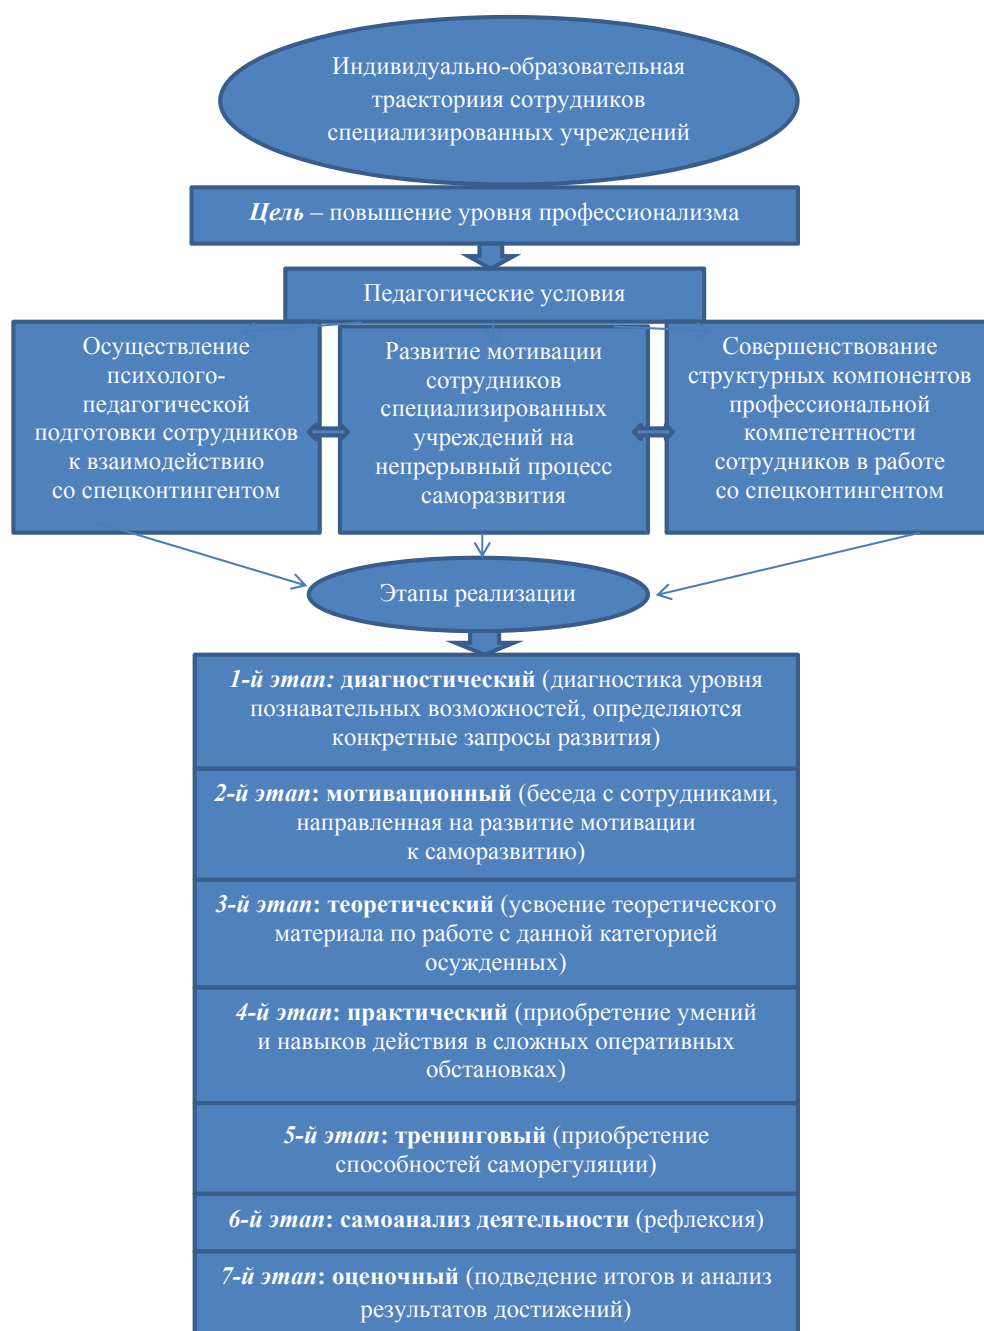 Индивидуально-образовательная
траекториия сотрудников
специализированных учреждений
Цель – повышение уровня профессионализма
Педагогические условия
Осуществление
психолого-
педагогической
подготовки сотрудников
к взаимодействию
со спецконтингентом
Развитие мотивации
сотрудников
специализированных
учреждений на
непрерывный процесс
саморазвития
Совершенствование
структурных компонентов
профессиональной
компетентности
сотрудников в работе
со спецконтингентом
Этапы реализации
1-й этап: диагностический (диагностика уровня
познавательных возможностей, определяются
конкретные запросы развития)
2-й этап: мотивационный (беседа с сотрудниками,
направленная на развитие мотивации
к саморазвитию)
3-й этап: теоретический (усвоение теоретического
материала по работе с данной категорией
осужденных)
4-й этап: практический (приобретение умений
и навыков действия в сложных оперативных
обстановках)
5-й этап: тренинговый (приобретение
способностей саморегуляции)
6-й этап: самоанализ деятельности (рефлексия)
7-й этап: оценочный (подведение итогов и анализ
результатов достижений)